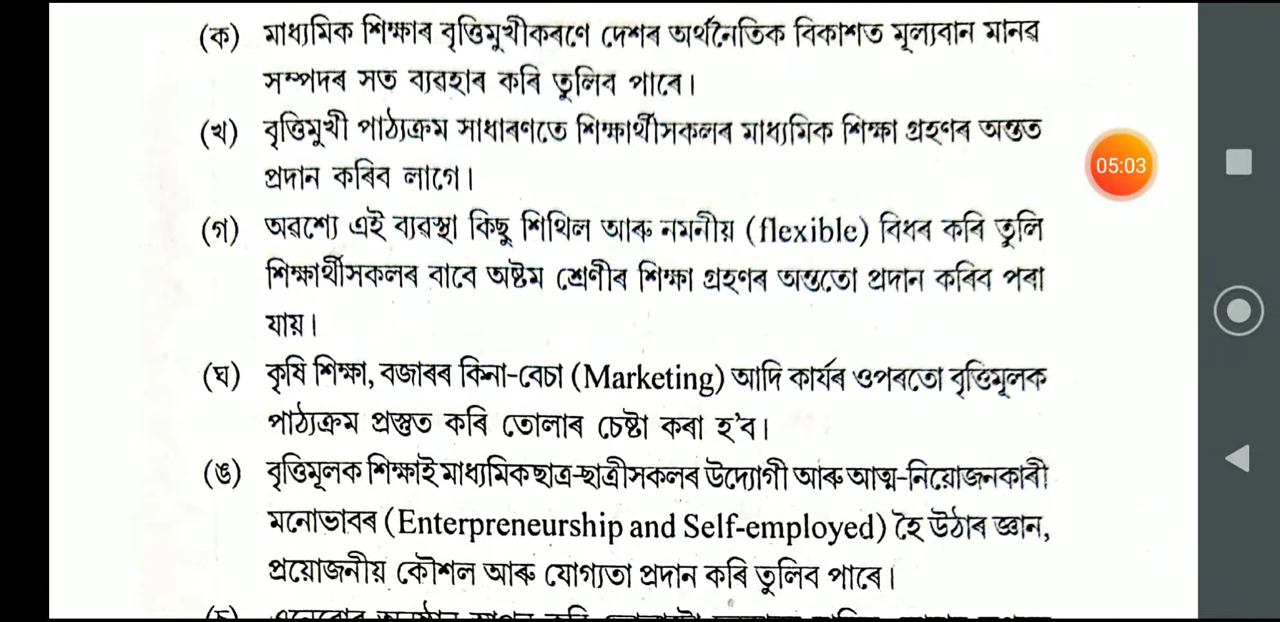 (ক) মাধ্যমিক শিক্ষাৰ বৃত্তিমুখীকৰণে দেশৰ অৰ্থনৈতিক বিকাশত মূল্যবান মানৱ
সম্পদৰ সত ব্যৱহাৰ কৰি তুলিব পাৰে।
(খ) বৃত্তিমুখী পাঠ্যক্ৰম সাধাৰণতে শিক্ষাৰ্থীসকলৰ মাধ্যমিক শিক্ষা গ্ৰহণৰ অন্তত
প্ৰদান কৰিব লাগে।
05:03
(গ) অৱশ্যে এই ব্যৱস্থা কিছু শিথিল আৰু নমনীয় (flexible) বিধৰ কৰি তুলি
শিক্ষাৰ্থীসকলৰ বাবে অষ্টম শ্ৰেণীৰ শিক্ষা গ্ৰহণৰ অন্ততো প্ৰদান কৰিব পৰা
যায়।
(ঘ) কৃষি শিক্ষা, বজাৰৰ কিনা-বেচা (Marketing) আদি কাৰ্যৰ ওপৰতো বৃত্তিমূলক
পাঠ্যক্ৰম প্ৰস্তুত কৰি তোলাৰ চেষ্টা কৰা হ’ব।
(ঙ) বৃত্তিমূলক শিক্ষাই মাধ্যমিক ছাত্ৰ-ছাত্ৰীসকলৰ উদ্যোগী আৰু আত্ম-নিয়োজনকাৰী
মনোভাবৰ (Enterpreneurship and Self-employed) হৈ উঠাৰ জ্ঞান,
প্ৰয়োজনীয় কৌশল আৰু যোগ্যতা প্ৰদান কৰি তুলিব পাৰে।